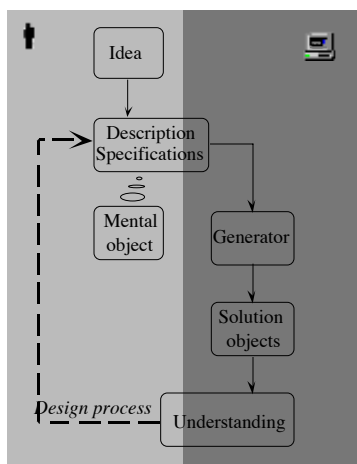 Idea
Description
Specifications
Mental
object
Generator
Solution
objects
Design process
Understanding